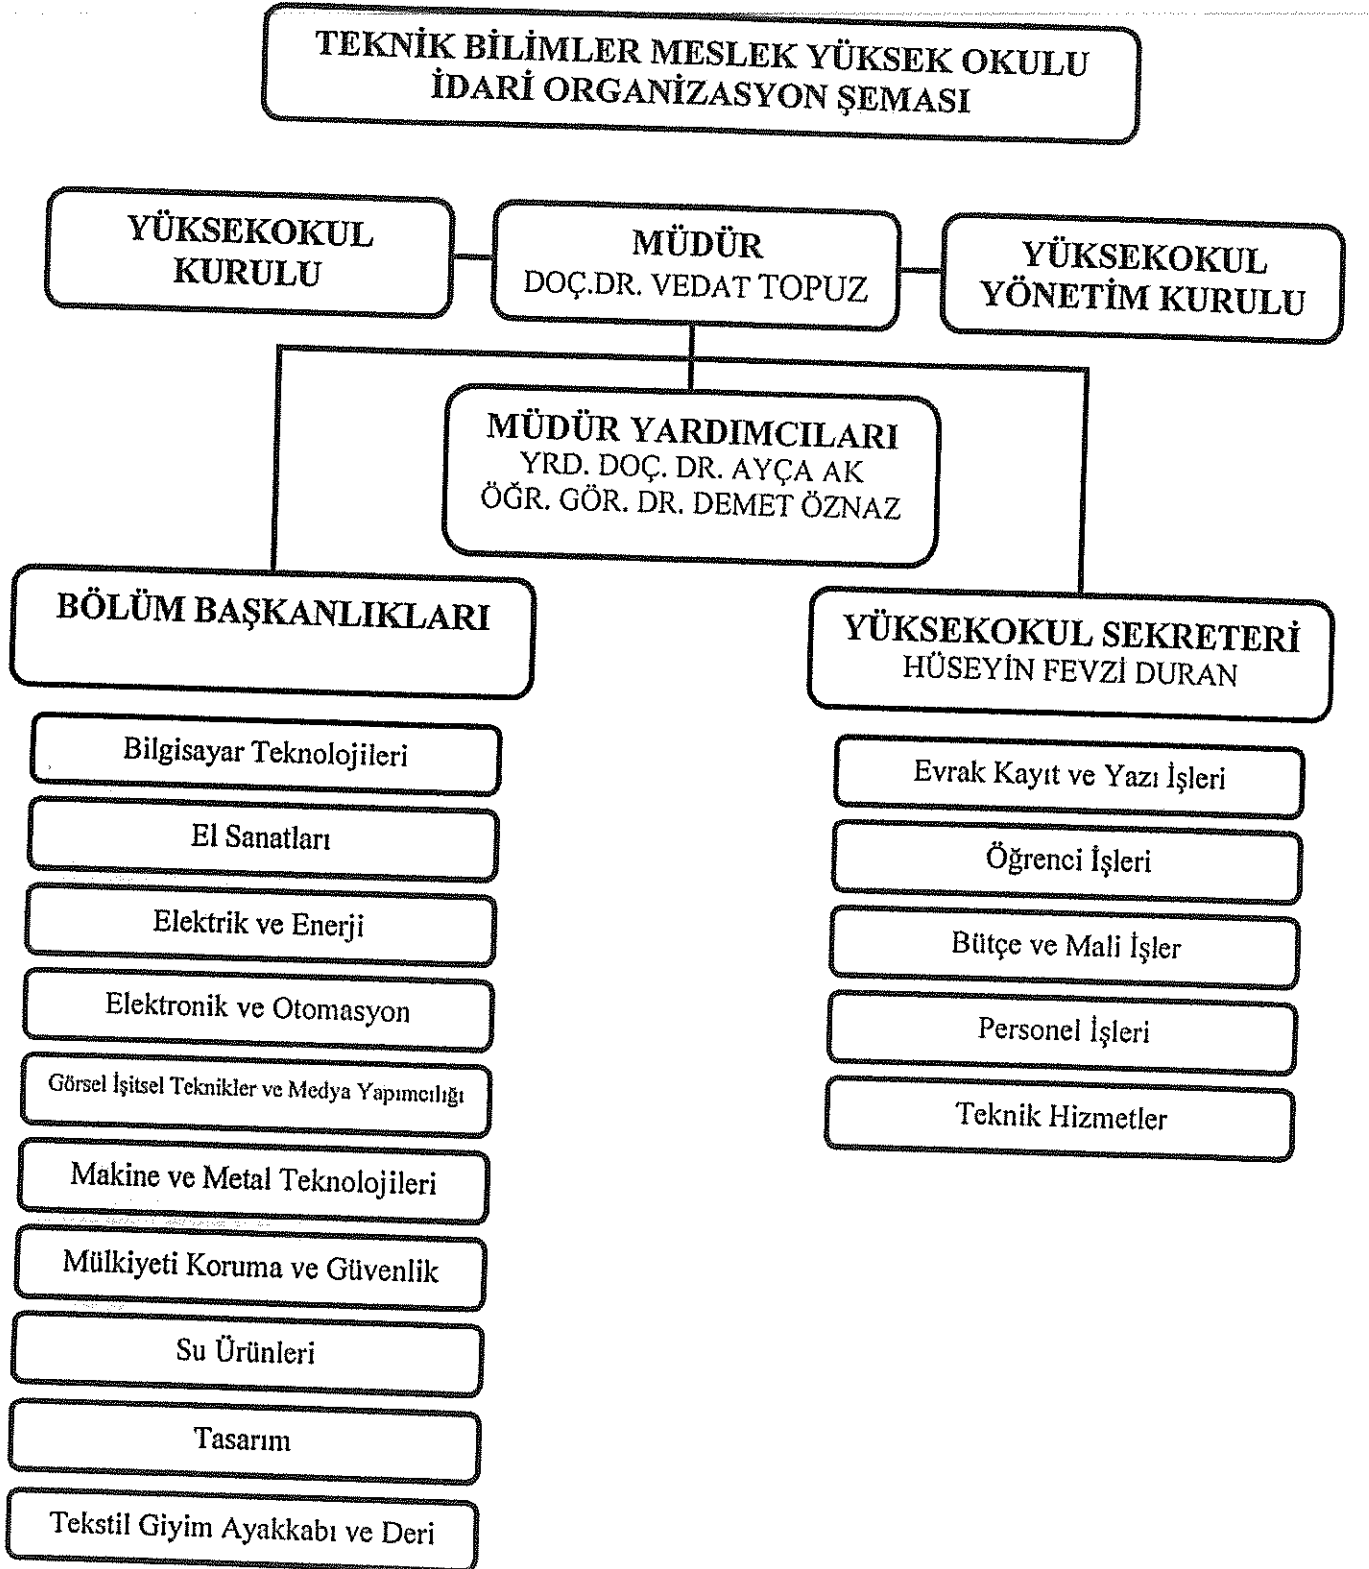 TEKNİK BİLİMLER MESLEK YÜKSEK OKULU
İDARİ ORGANİZASYON ŞEMASI
YÜKSEKOKUL
KURULU
MÜDÜR
DOÇ.DR. VEDAT TOPUZ
YÜKSEKOKUL
YÖNETİM KURULU
MÜDÜR YARDIMCILARI
YRD. DOÇ. DR. AYÇA AK
ÖĞR. GÖR. DR. DEMET ÖZNAZ
BÖLÜM BAŞKANLIKLARI
Bilgisayar Teknolojileri
El Sanatları
Elektrik ve Enerji
Elektronik ve Otomasyon
Görsel İşitsel Teknikler ve Medya Yapımcılığı
Makine ve Metal Teknolojileri
Mülkiyeti Koruma ve Güvenlik
Su Ürünleri
Tasarım
Tekstil Giyim Ayakkabı ve Deri
YÜKSEKOKUL SEKRETERİ
HÜSEYİN FEVZİ DURAN
Evrak Kayıt ve Yazı İşleri
Öğrenci İşleri
Bütçe ve Mali İşler
Personel İşleri
Teknik Hizmetler